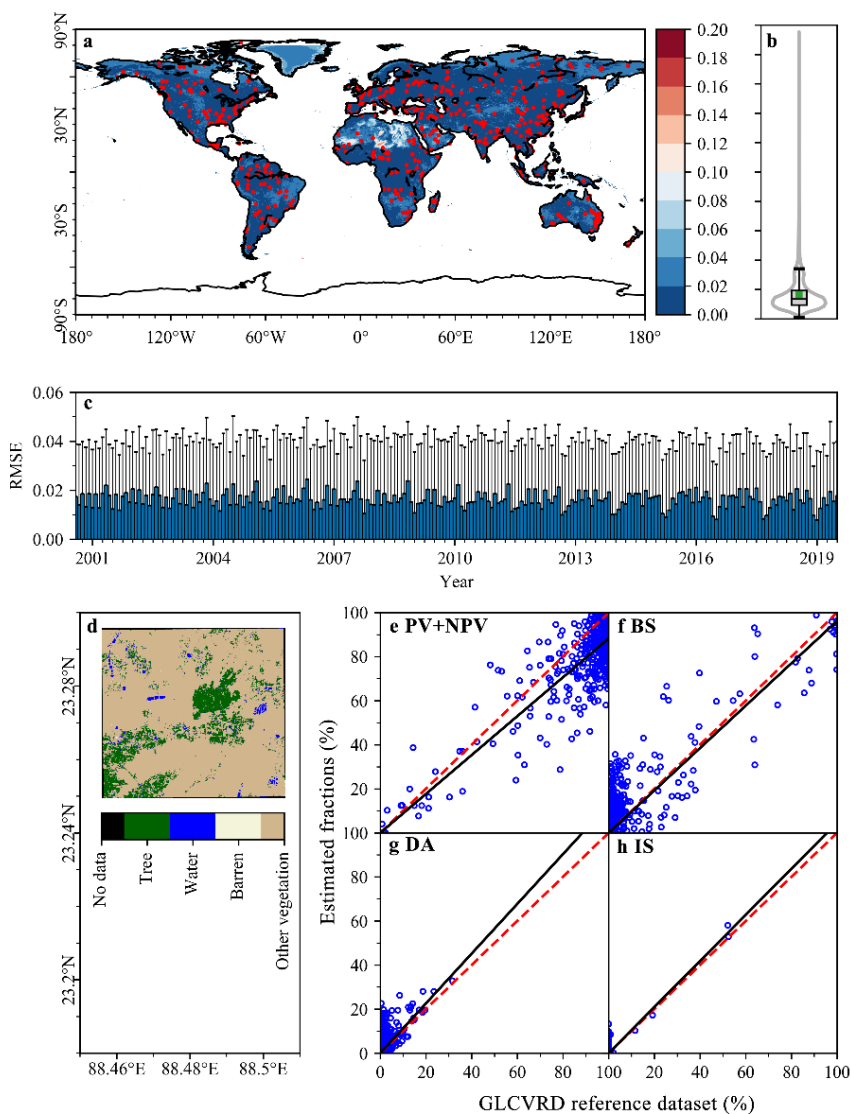 a
b
90°N
30°N
30°S
90°S
180°
120°W
60°W
0°
60°E
120°E
180°
0.20
0.18
0.16
0.14
0.12
0.10
0.08
0.06
0.04
0.02
0.00
c
RMSE
0.06
0.04
0.02
0.00
2001
2004
2007
2010
2013
2016
2019
Year
d
23.28°N
23.24°N
23.2°N
No data
Tree
Water
Barren
Other vegetation
88.46°E
88.48°E
88.5°E
Estimated fractions (%)
e PV+NPV
f BS
100
80
60
40
20
g DA
h IS
100
80
60
40
20
0
0
20
40
60
80
100
20
40
60
80
100
GLCVRD reference dataset (%)